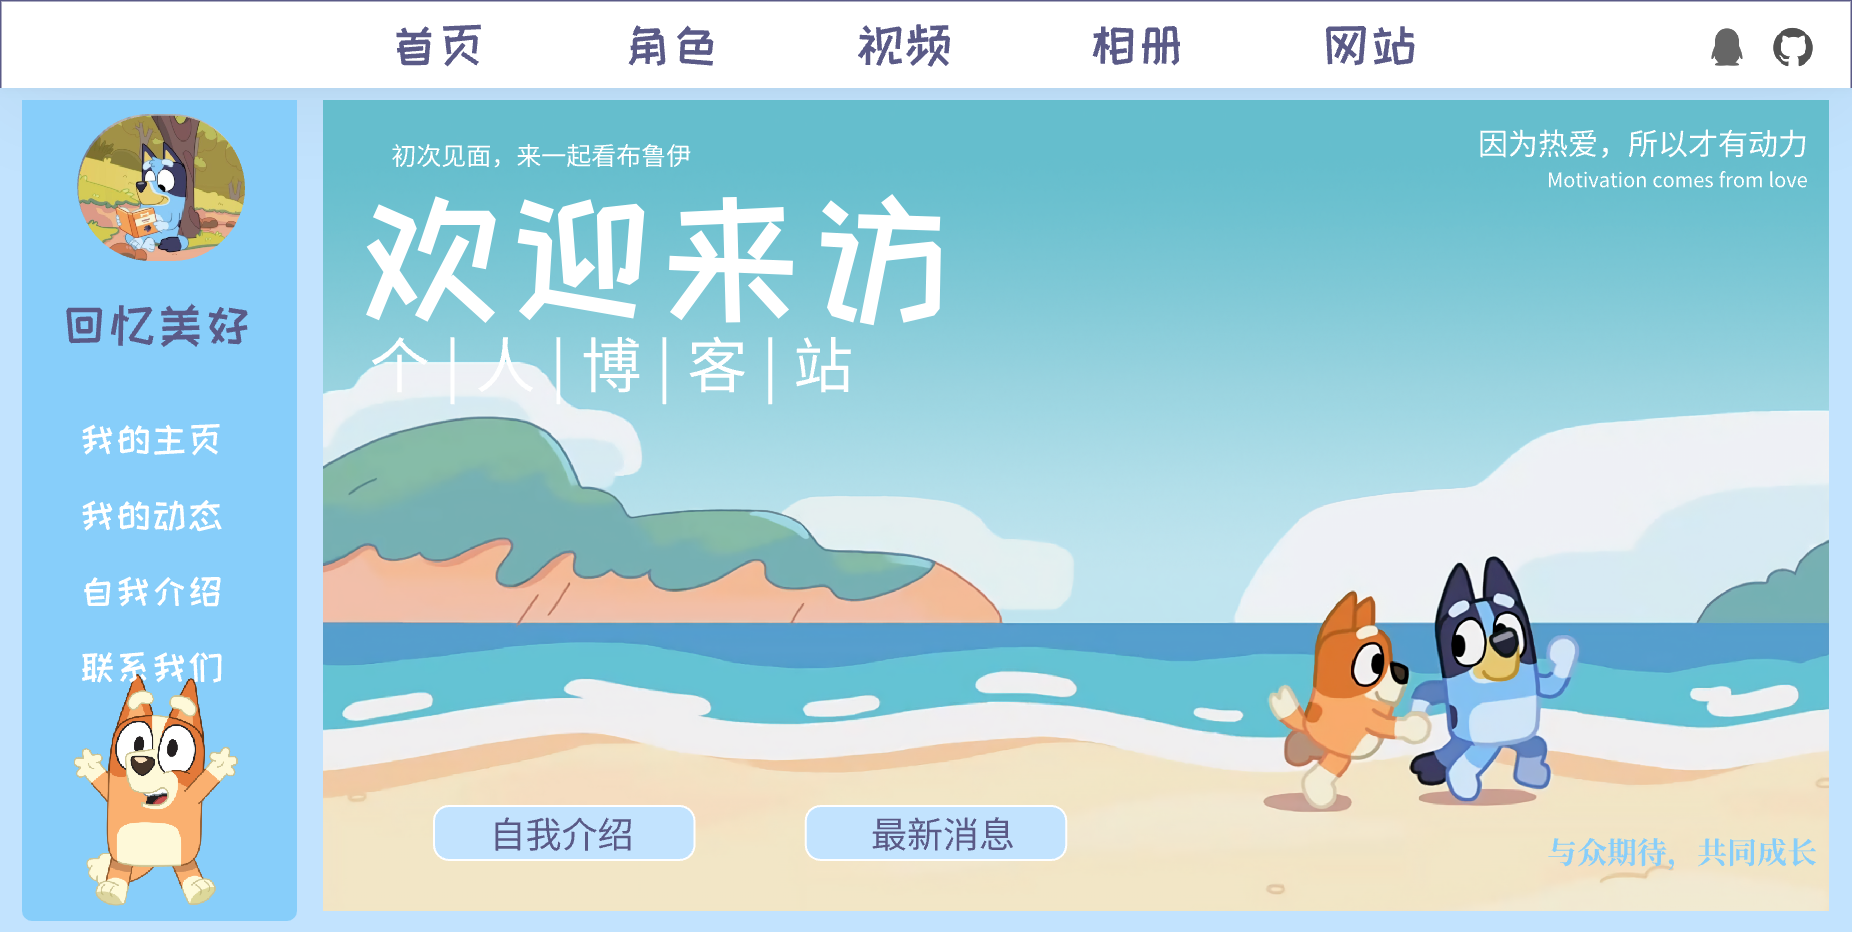 首页 角色 视频 相册 网站
回忆美好
我的主页
我的动态
自我介绍
联系我们
初次见面，来一起看布鲁伊
欢迎来访
个|人|博|客|站
因为热爱，所以才有动力
Motivation comes from love
自我介绍
最新消息
与众期待，共同成长